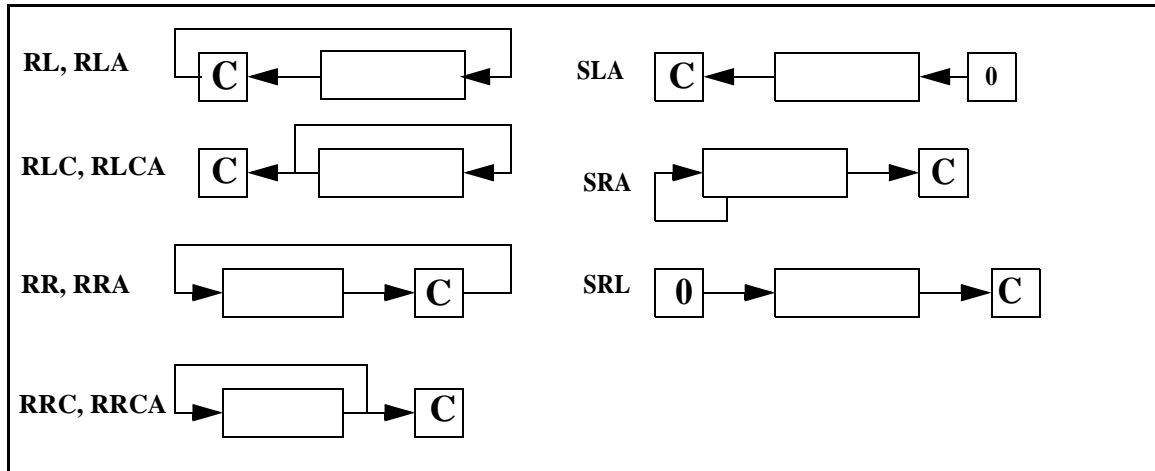 RL, RLA C
SLA C 0
RLC, RLCA C
SRA C
RR, RRA C
SRL 0 C
RRC, RRCA C